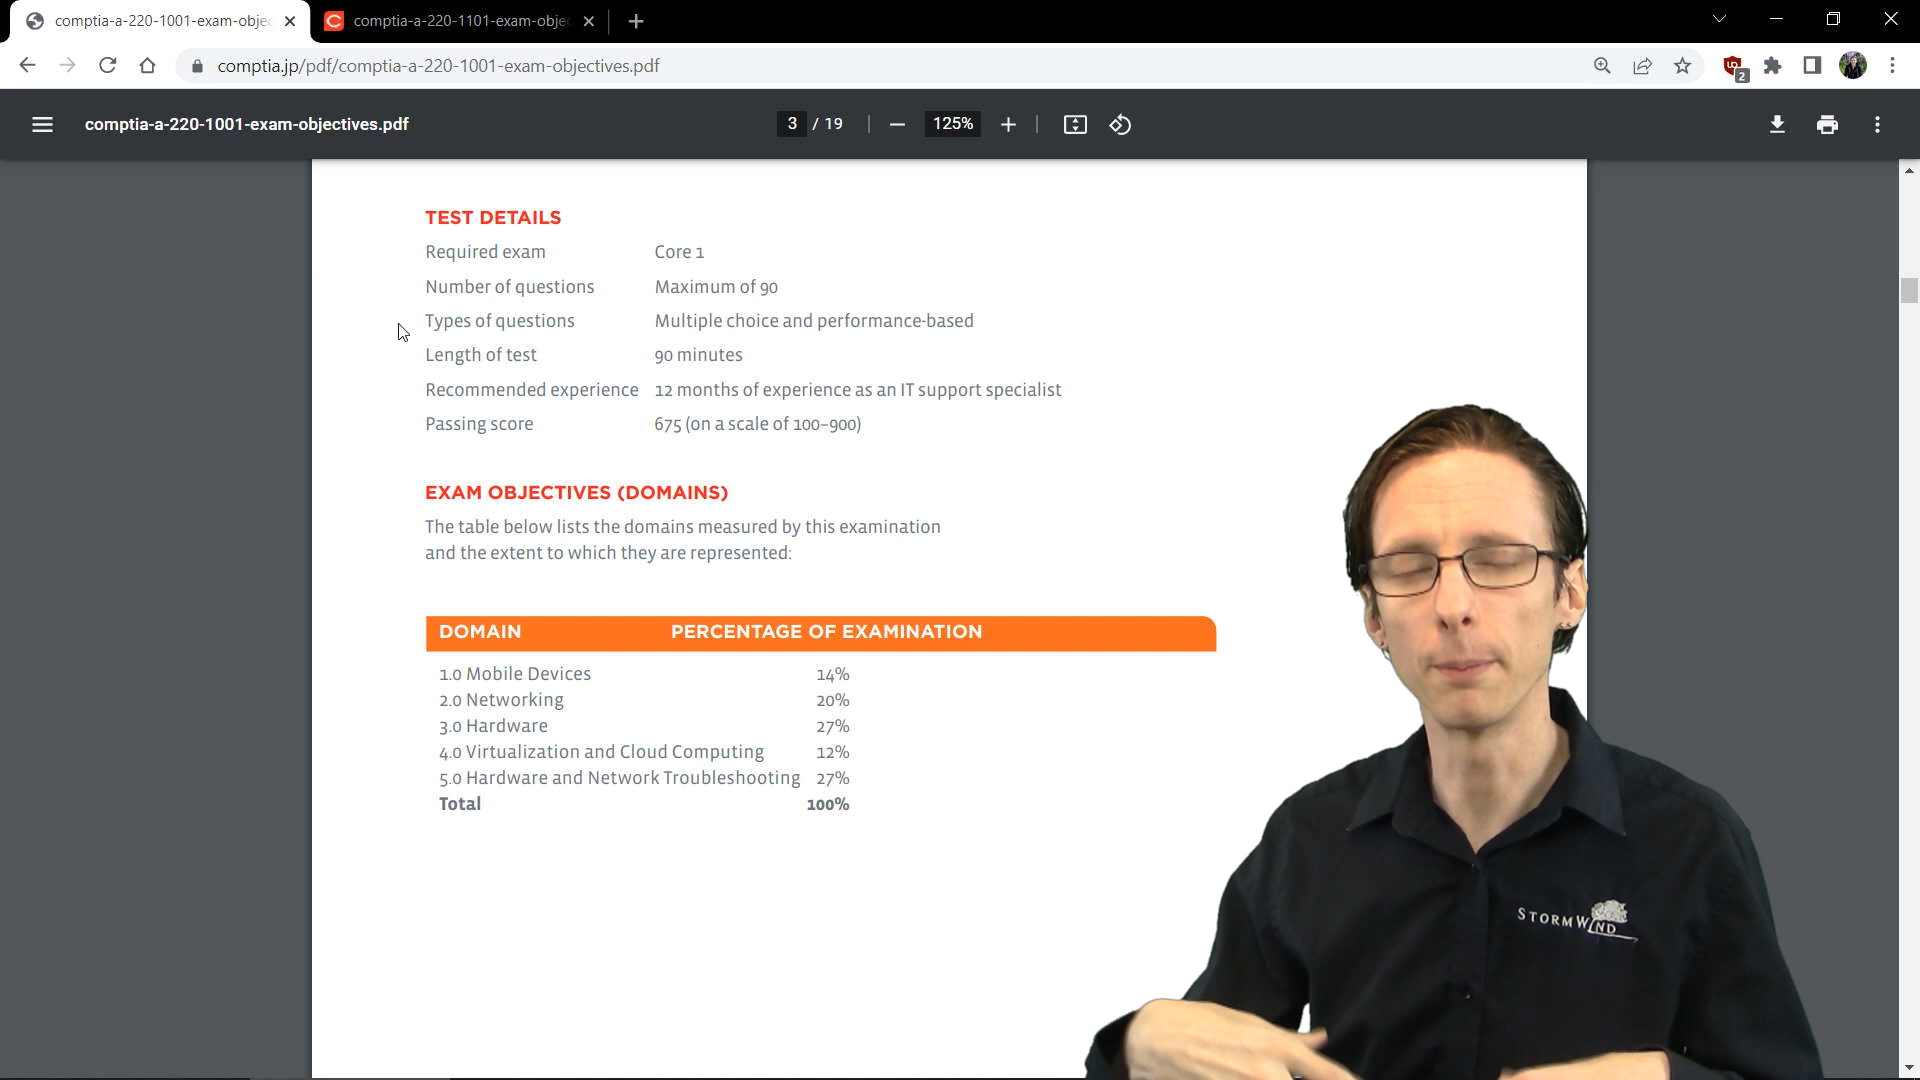 comptia-a-220-1001-exam-obje
comptia-a-220-1101-exam-obje
comptia.jp/pdf/comptia-a-220-1001-exam-objectives.pdf
2
comptia-a-220-1001-exam-objectives.pdf
3 / 19
125%
TEST DETAILS
Required exam Core 1
Number of questions Maximum of 90
Types of questions Multiple choice and performance-based
Length of test 90 minutes
Recommended experience 12 months of experience as an IT support specialist
Passing score 675 (on a scale of 100–900)
EXAM OBJECTIVES (DOMAINS)
The table below lists the domains measured by this examination
and the extent to which they are represented:
DOMAIN PERCENTAGE OF EXAMINATION
1.0 Mobile Devices 14%
2.0 Networking 20%
3.0 Hardware 27%
4.0 Virtualization and Cloud Computing 12%
5.0 Hardware and Network Troubleshooting 27%
Total 100%
STORMWIND